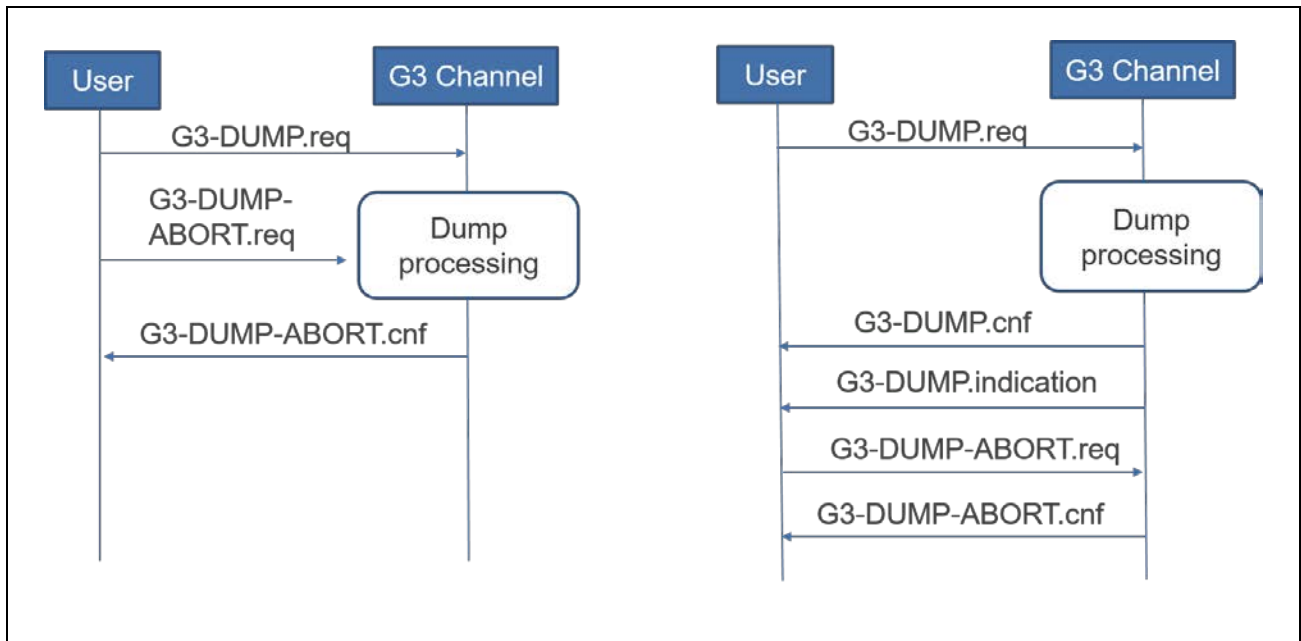 User
G3 Channel
G3-DUMP.req
G3-DUMP-
ABORT.req
Dump
processing
G3-DUMP-ABORT.cnf
User
G3 Channel
G3-DUMP.req
Dump
processing
G3-DUMP.cnf
G3-DUMP.indication
G3-DUMP-ABORT.req
G3-DUMP-ABORT.cnf